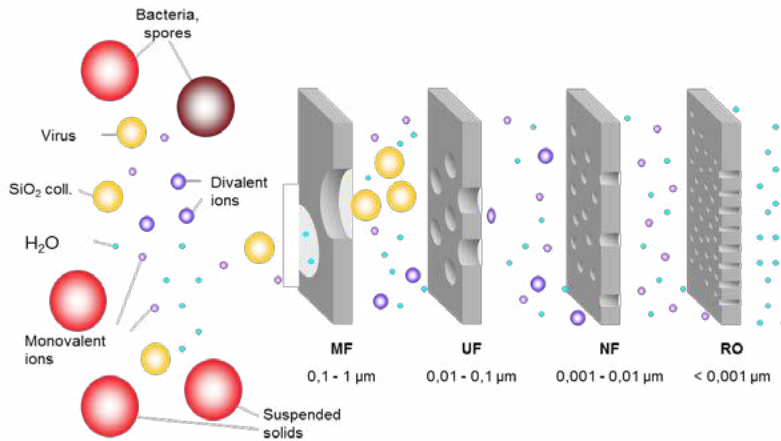 Bacteria,
spores
Virus
SiO₂ coll.
Divalent
ions
H₂O
Monovalent
ions
Suspended
solids
MF
UF
NF
RO
0,1 - 1 µm
0,01 - 0,1 µm
0,001 - 0,01 µm
< 0,001 µm